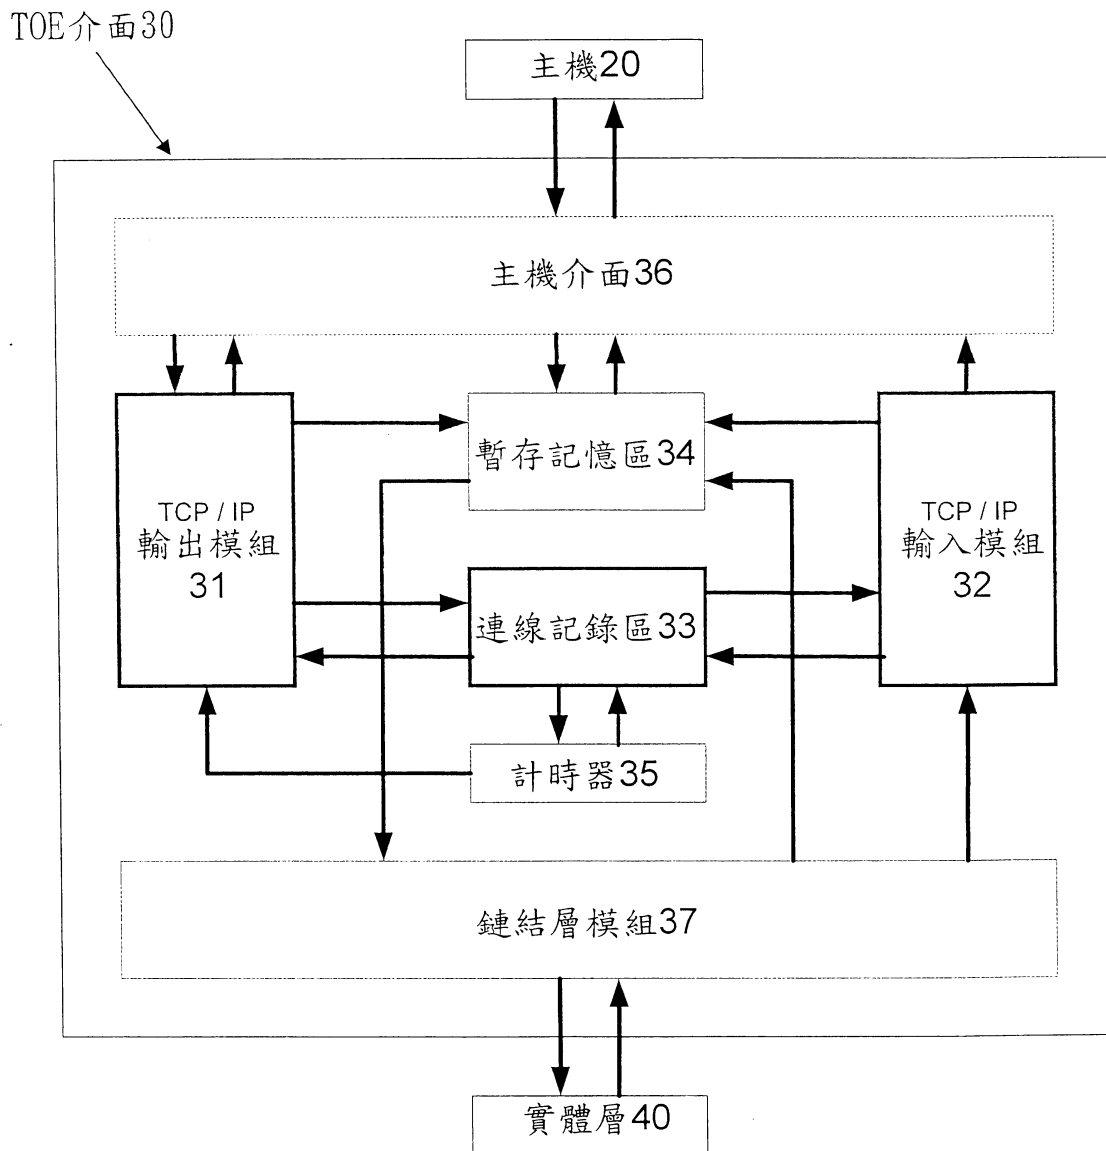 TOE介面30
主機20
主機介面36
暫存記憶區34
TCP / IP
輸出模組
31
TCP / IP
輸入模組
32
連線記錄區33
計時器35
鏈結層模組37
實體層40